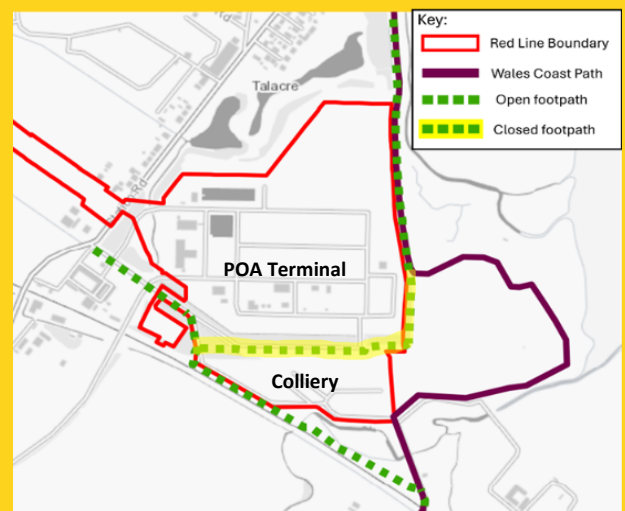 Key:
Red Line Boundary
Wales Coast Path
Open footpath
Closed footpath
Rd
Talacre
POA Terminal
Colliery